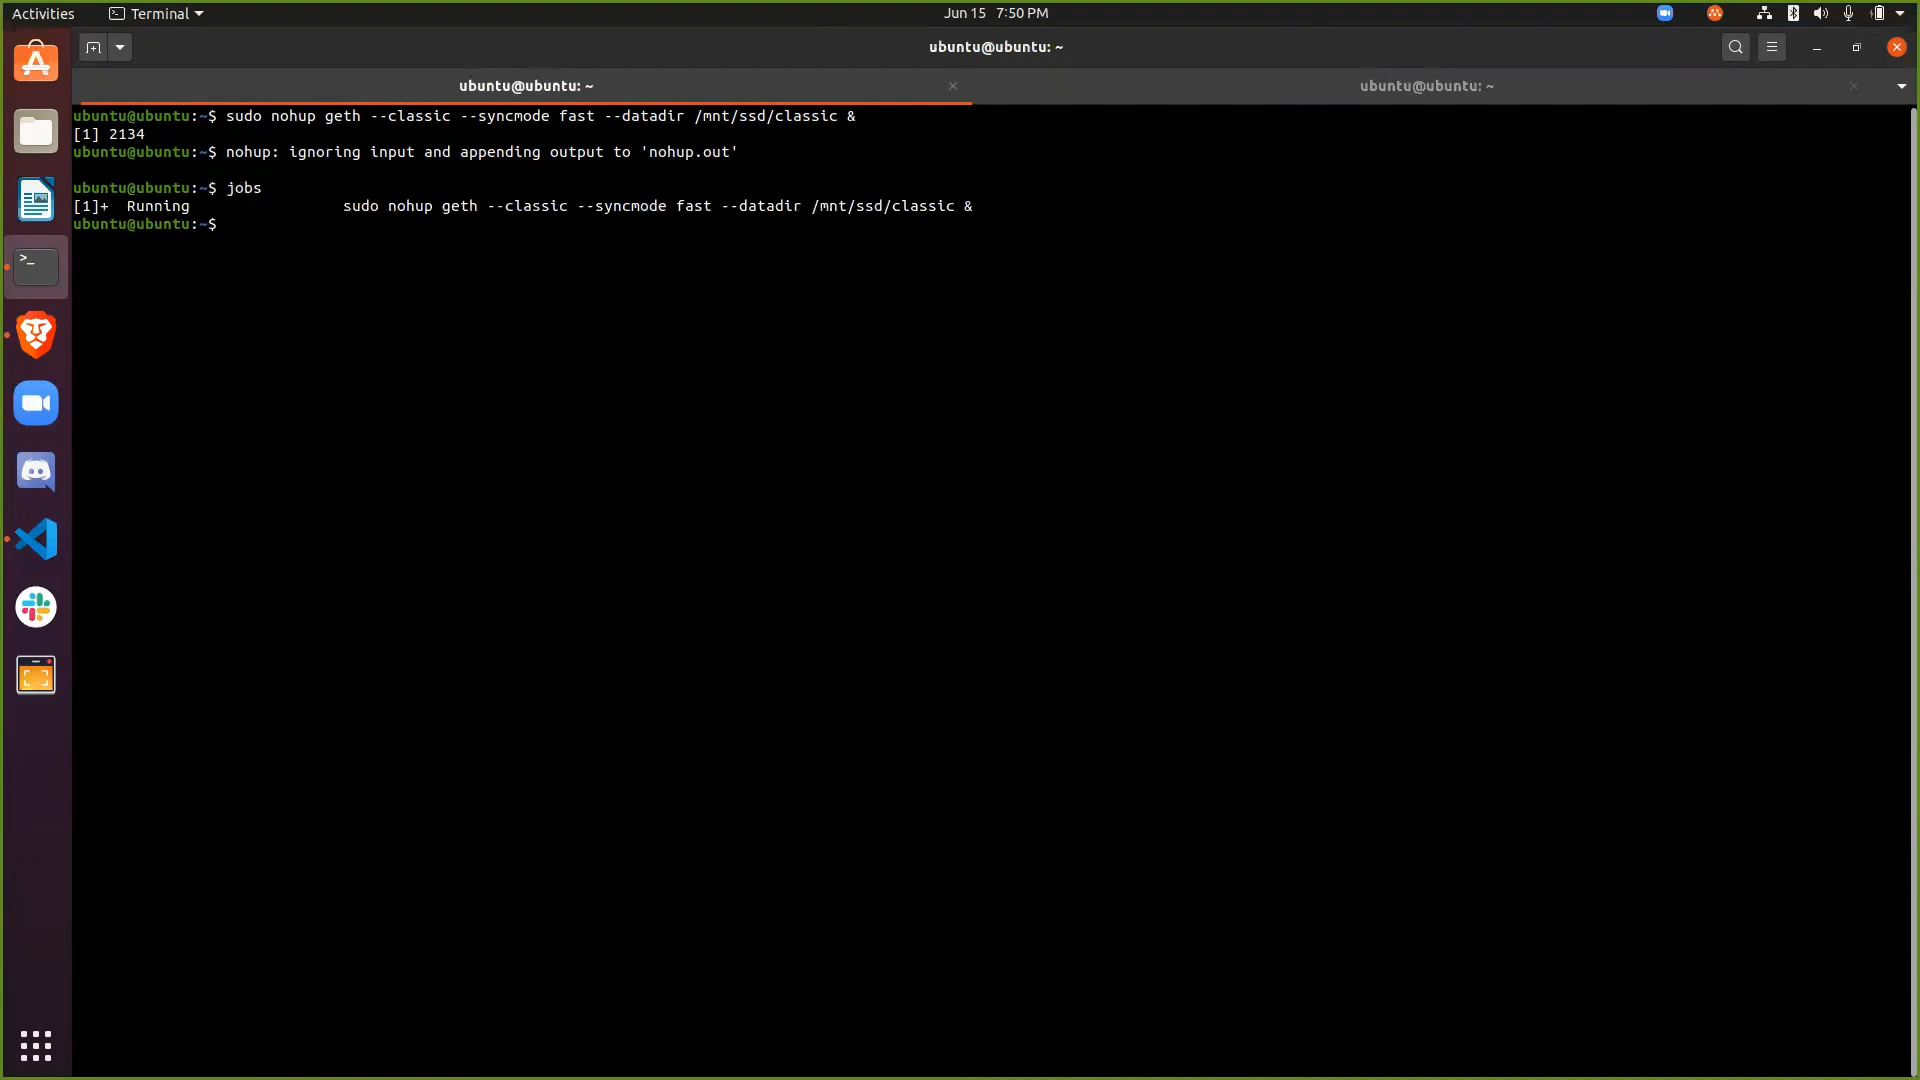 Activities
Terminal
Jun 15 7:50 PM
ubuntu@ubuntu: ~
ubuntu@ubuntu: ~
ubuntu@ubuntu: ~
ubuntu@ubuntu:~$ sudo nohup geth --classic --syncmode fast --datadir /mnt/ssd/classic &
[1] 2134
ubuntu@ubuntu:~$ nohup: ignoring input and appending output to 'nohup.out'
ubuntu@ubuntu:~$ jobs
[1]+  Running                 sudo nohup geth --classic --syncmode fast --datadir /mnt/ssd/classic &
ubuntu@ubuntu:~$